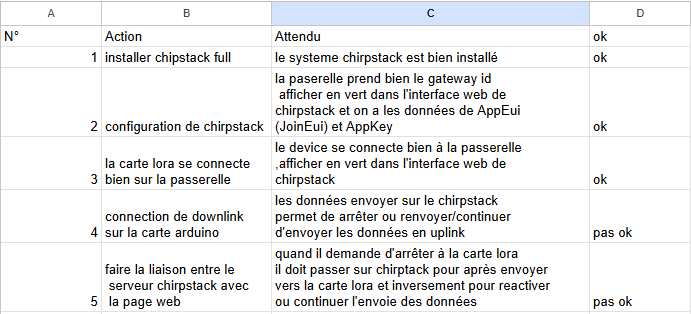 A B C D
N° Action Attendu ok
1 installer chipstack full le systeme chirpstack est bien installé ok
la paserelle prend bien le gateway id
afficher en vert dans l'interface web de
chirpstack et on a les données de AppEui
2 configuration de chirpstack (JoinEui) et AppKey ok
le device se connecte bien à la passerelle
la carte lora se connecte ,afficher en vert dans l'interface web de
3 bien sur la passerelle chirpstack ok
les données envoyer sur le chirpstack
connection de downlink permet de arrêter ou renvoyer/continuer
4 sur la carte arduino d'envoyer les données en uplink pas ok
quand il demande d'arrêter à la carte lora
faire la liaison entre le il doit passer sur chirptack pour après envoyer
serveur chirpstack avec vers la carte lora et inversement pour reactiver
5 la page web ou continuer l'envoie des données pas ok